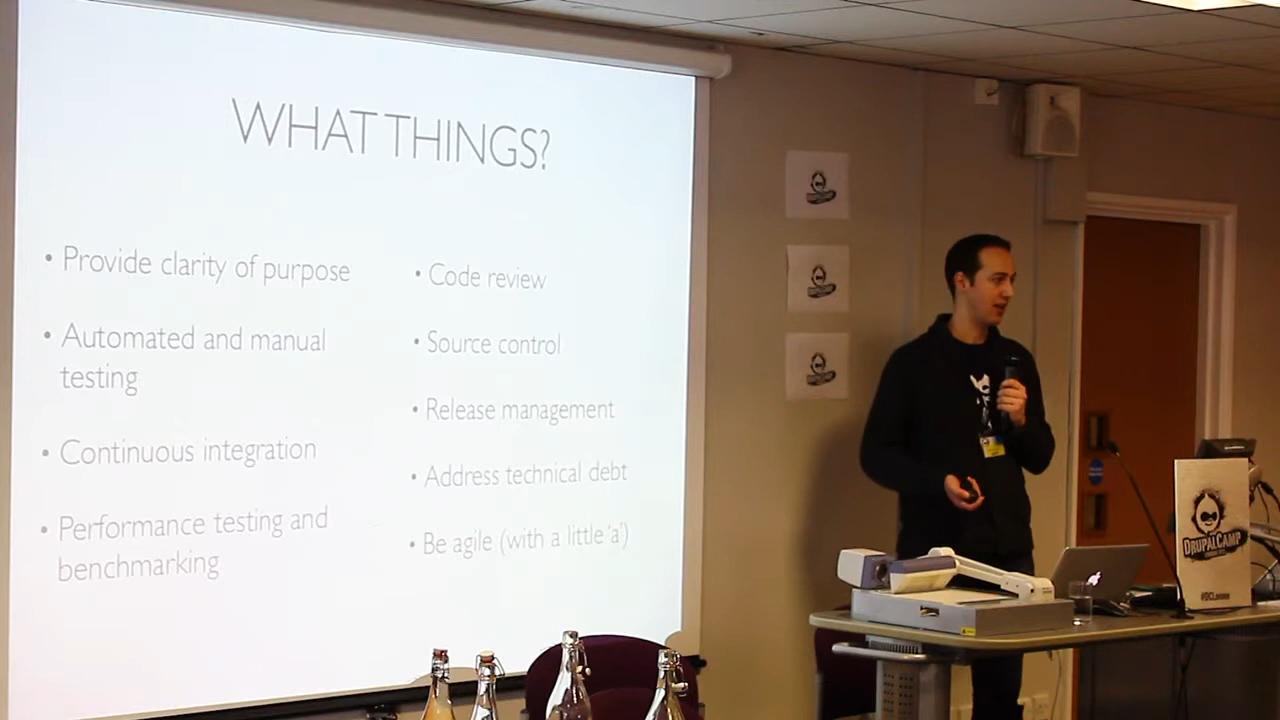 WHAT THINGS?
• Provide clarity of purpose
• Automated and manual
testing
• Continuous integration
• Performance testing and
benchmarking
• Code review
• Source control
• Release management
• Address technical debt
• Be agile (with a little 'a')
DRUPALCAMP
#DCLondon